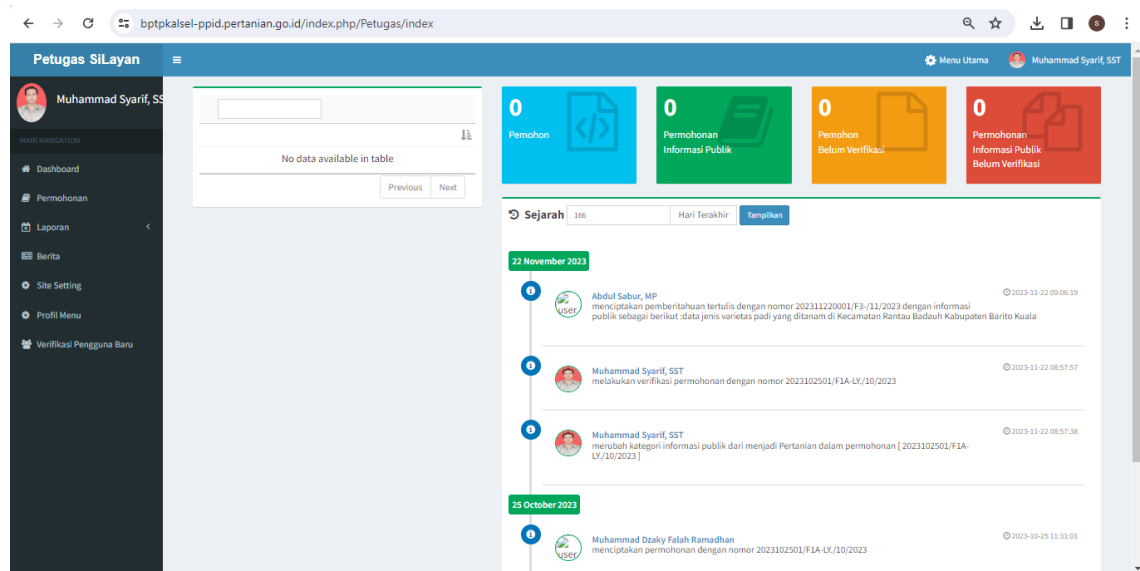 bptpkalsel-ppid.pertanian.go.id/index.php/Petugas/index
S
Petugas SiLayan
Menu Utama
Muhammad Syarif, SST
Muhammad Syarif, SS
MAIN NAVIGATION
Dashboard
Permohonan
Laporan
Berita
Site Setting
Profil Menu
Verifikasi Pengguna Baru
No data available in table
Previous Next
0
Pemohon
0
Permohonan
Informasi Publik
0
Pemohon
Belum Verifikasi
0
Permohonan
Informasi Publik
Belum Verifikasi
Sejarah 166 Hari Terakhir Tampilkan
22 November 2023
user
Abdul Sabur, MP
2023-11-22 09:06:19
menciptakan pemberitahuan tertulis dengan nomor 202311220001/F3-/11/2023 dengan informasi
publik sebagai berikut :data jenis varietas padi yang ditanam di Kecamatan Rantau Badauh Kabupaten Barito Kuala
Muhammad Syarif, SST
2023-11-22 08:57:57
melakukan verifikasi permohonan dengan nomor 2023102501/F1A-LY./10/2023
Muhammad Syarif, SST
2023-11-22 08:57:38
merubah kategori informasi publik dari menjadi Pertanian dalam permohonan [ 2023102501/F1A-
LY./10/2023 ]
25 October 2023
user
Muhammad Dzaky Falah Ramadhan
2023-10-25 11:31:01
menciptakan permohonan dengan nomor 2023102501/F1A-LY./10/2023